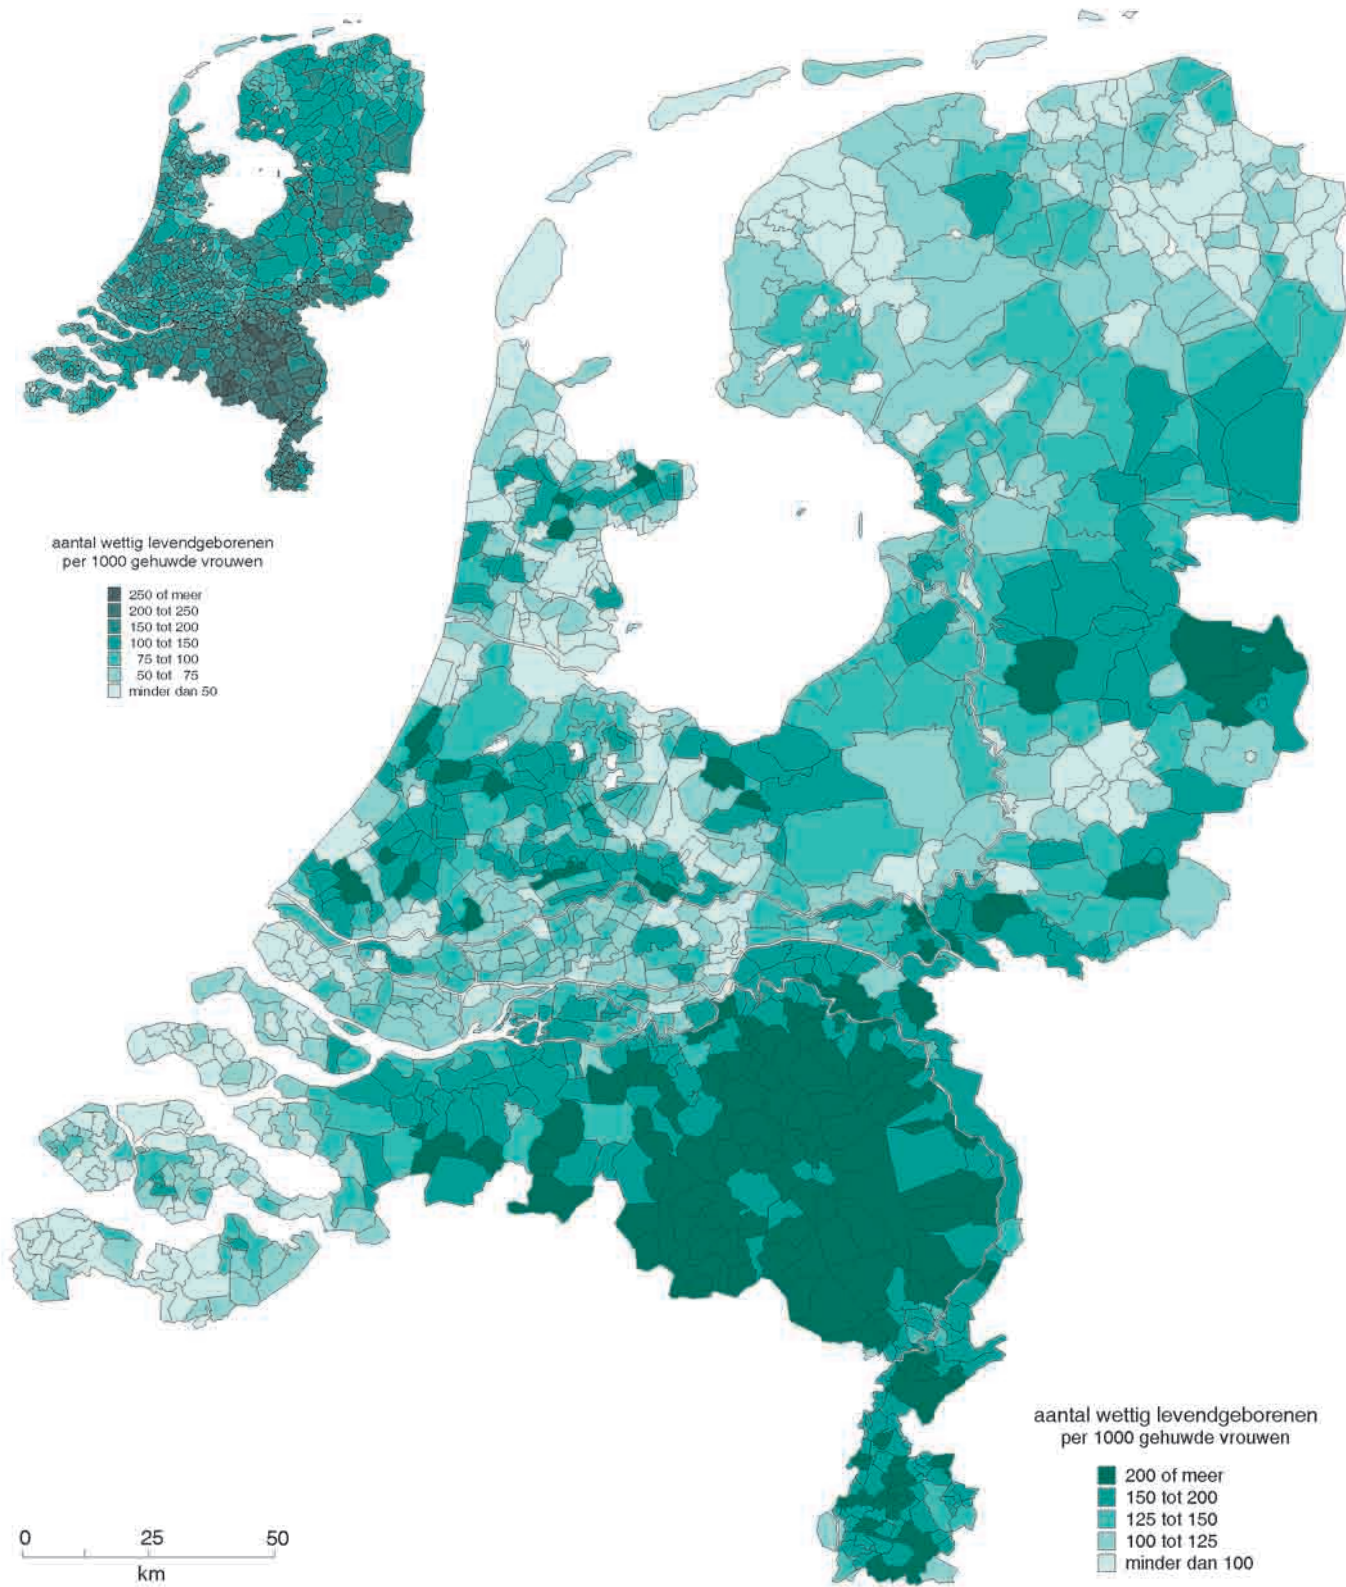 aantal wettig levendgeborenen
per 1000 gehuwde vrouwen
250 of meer
200 tot 250
150 tot 200
100 tot 150
75 tot 100
50 tot 75
minder dan 50
aantal wettig levendgeborenen
per 1000 gehuwde vrouwen
200 of meer
150 tot 200
125 tot 150
100 tot 125
minder dan 100
0 25 50
km